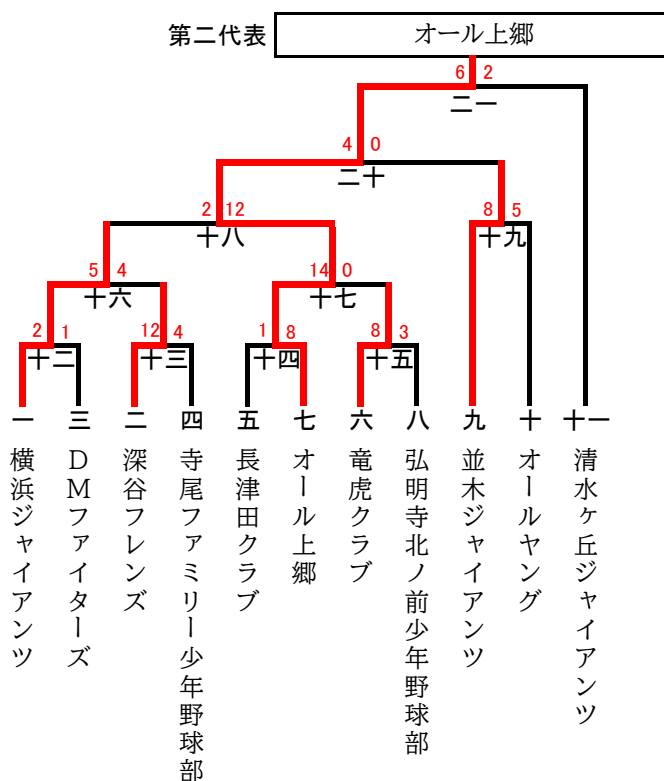 第二代表 オール上郷
6 2
二一
4 0
二十
2 12 8 5
十八 十九
5 4 14 0
十六 十七
2 1 12 4 1 8 8 3
十二 十三 十四 十五
一 三 二 四 五 七 六 八 九 十 十一
横浜ジャイアンツ
DMファイターズ
深谷フレンズ
寺尾ファミリー少年野球部
長津田クラブ
オール上郷
竜虎クラブ
弘明寺北ノ前少年野球部
並木ジャイアンツ
オールヤング
清水ヶ丘ジャイアンツ